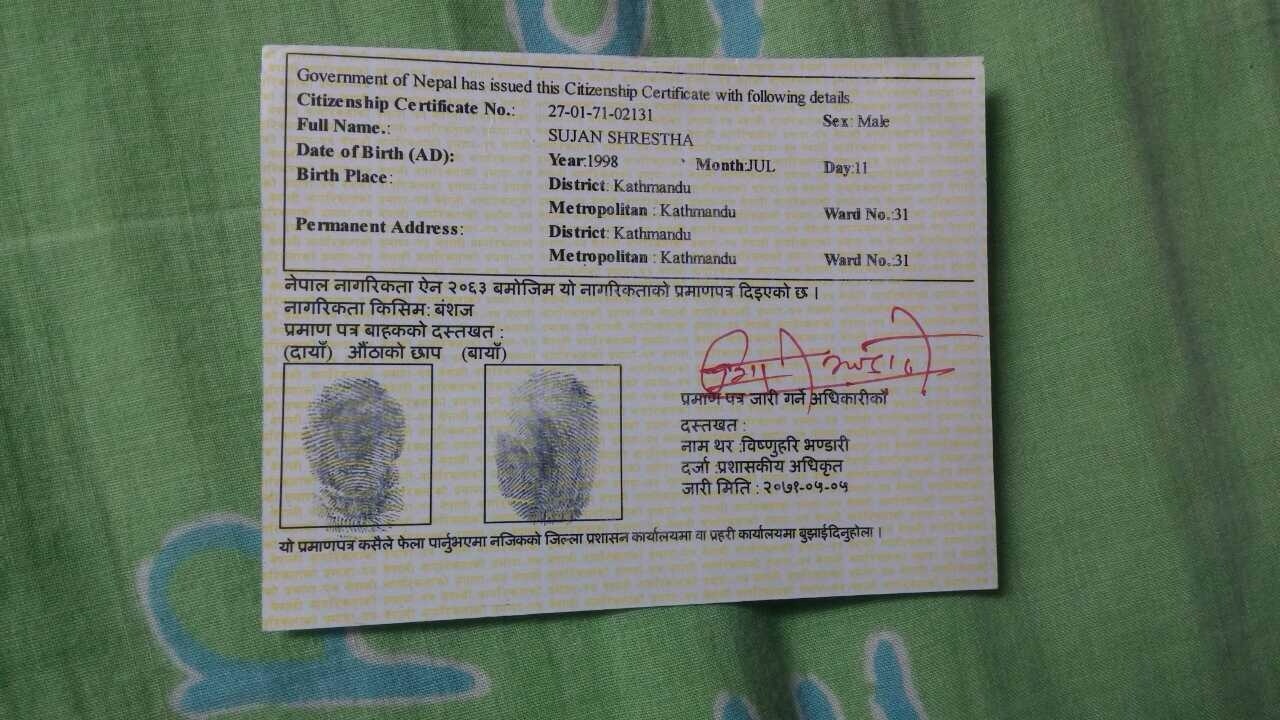 Government of Nepal has issued this Citizenship Certificate with following details.
Citizenship Certificate No.: 27-01-71-02131 Sex: Male
Full Name.: SUJAN SHRESTHA
Date of Birth (AD): Year:1998 Month:JUL Day:11
Birth Place: District: Kathmandu
Metropolitan : Kathmandu Ward No.:31
Permanent Address: District: Kathmandu
Metropolitan : Kathmandu Ward No.:31
नेपाल नागरिकता ऐन २०६३ बमोजिम यो नागरिकताको प्रमाणपत्र दिइएको छ ।
नागरिकता किसिम: बंशज
प्रमाण पत्र बाहकको दस्तखत :
(दायाँ) औंठाको छाप (बायाँ)
प्रमाण पत्र जारी गर्ने अधिकारीको
दस्तखत :
नाम थर :विष्णुहरि भण्डारी
दर्जा :प्रशासकीय अधिकृत
जारी मिति : २०७१-०५-०५
यो प्रमाणपत्र कसैले फेला पार्नुभएमा नजिकको जिल्ला प्रशासन कार्यालयमा वा प्रहरी कार्यालयमा बुझाईदिनुहोला ।